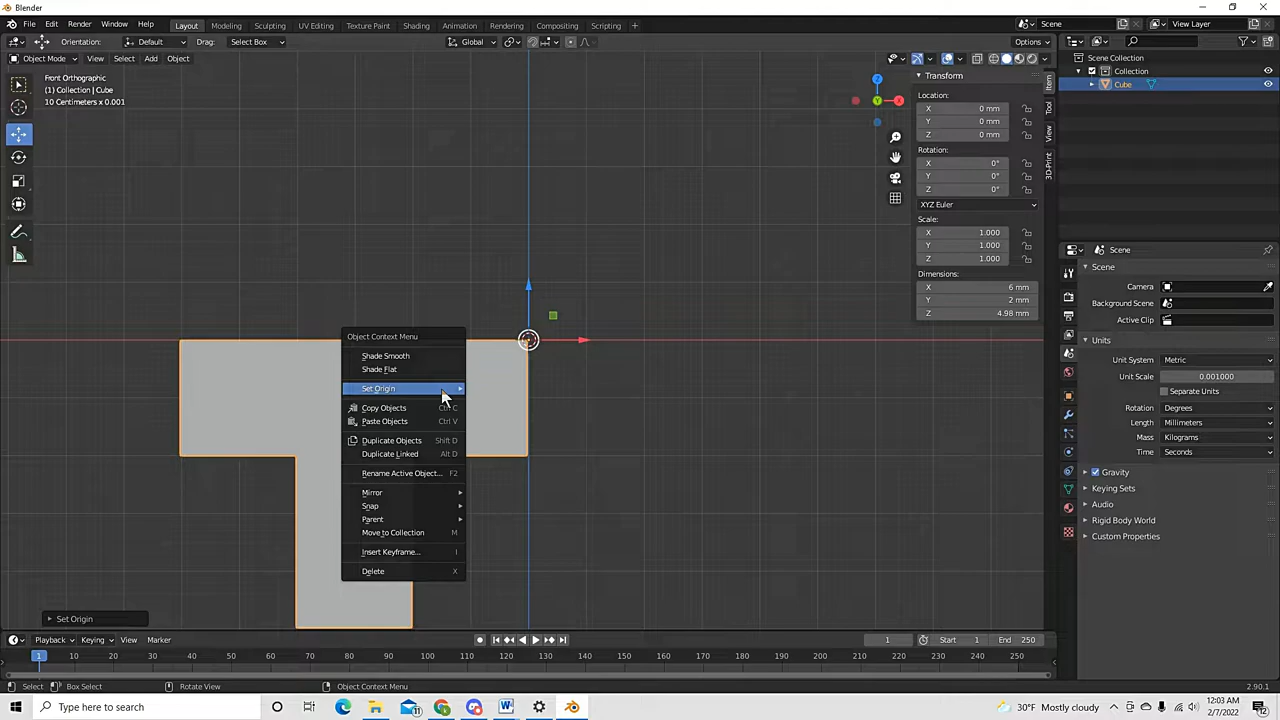 Blender
File Edit Render Window Help Layout Modeling Sculpting UV Editing Texture Paint Shading Animation Rendering Compositing Scripting + Scene View Layer
Orientation: Default Drag: Select Box Global Options
Object Mode View Select Add Object
Front Orthographic
(1) Collection | Cube
10 Centimeters x 0.001
Z
X
Y
Transform
Location:
X 0 mm
Y 0 mm
Z 0 mm
Rotation:
X 0°
Y 0°
Z 0°
XYZ Euler
Scale:
X 1.000
Y 1.000
Z 1.000
Dimensions:
X 6 mm
Y 2 mm
Z 4.98 mm
Item
Tool
View
3D-Print
Scene Collection
Collection
Cube
Scene
Scene
Camera
Background Scene
Active Clip
Units
Unit System Metric
Unit Scale 0.001000
Separate Units
Rotation Degrees
Length Millimeters
Mass Kilograms
Time Seconds
Gravity
Keying Sets
Audio
Rigid Body World
Custom Properties
Object Context Menu
Shade Smooth
Shade Flat
Set Origin
Copy Objects Ctrl C
Paste Objects Ctrl V
Duplicate Objects Shift D
Duplicate Linked Alt D
Rename Active Object... F2
Mirror
Snap
Parent
Move to Collection M
Insert Keyframe... I
Delete X
Set Origin
Playback Keying View Marker 1 Start 1 End 250
1 10 20 30 40 50 60 70 80 90 100 110 120 130 140 150 160 170 180 190 200 210 220 230 240 250
Select Box Select Rotate View Object Context Menu 2.90.1
Type here to search 30°F Mostly cloudy 12:03 AM
2/7/2022